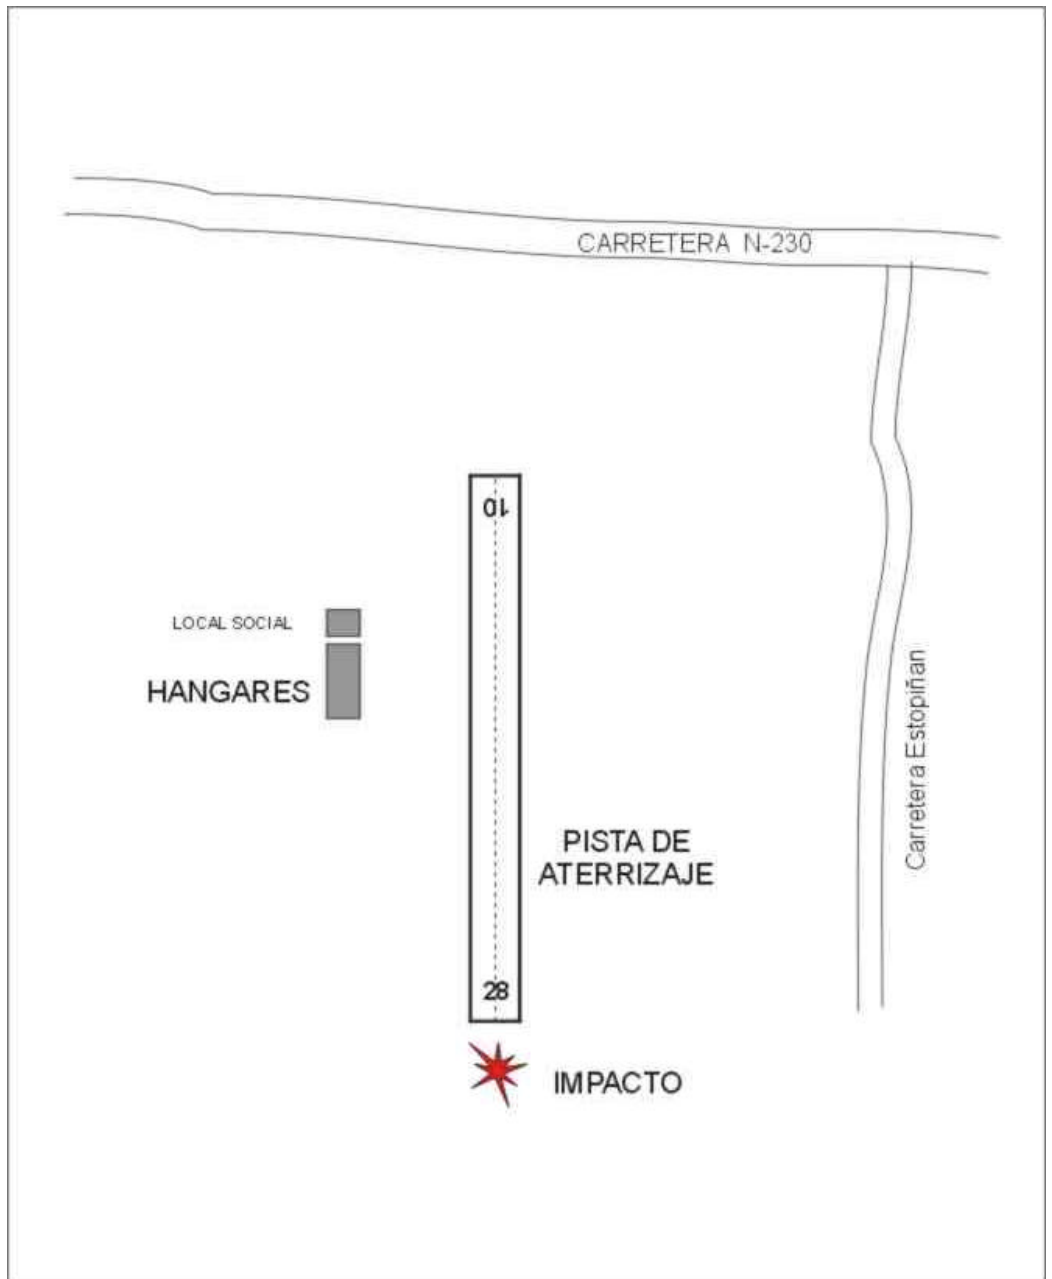 CARRETERA N-230
10
LOCAL SOCIAL
HANGARES
Carretera Estopiñan
PISTA DE
ATERRIZAJE
28
IMPACTO